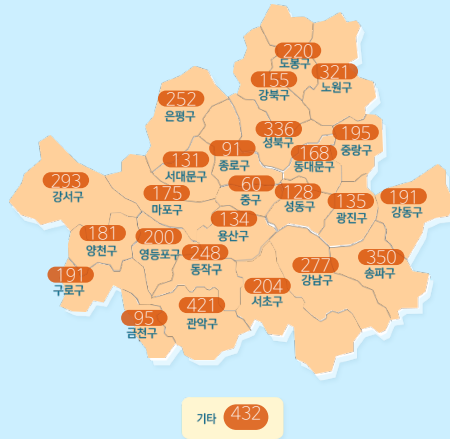 220
도봉구
155
강북구
321
노원구
252
은평구
336
성북구
91
종로구
195
중랑구
168
동대문구
131
서대문구
293
강서구
175
마포구
60
중구
128
성동구
135
광진구
191
강동구
134
용산구
181
양천구
200
영등포구
248
동작구
350
송파구
277
강남구
191
구로구
204
서초구
421
관악구
95
금천구
기타 432